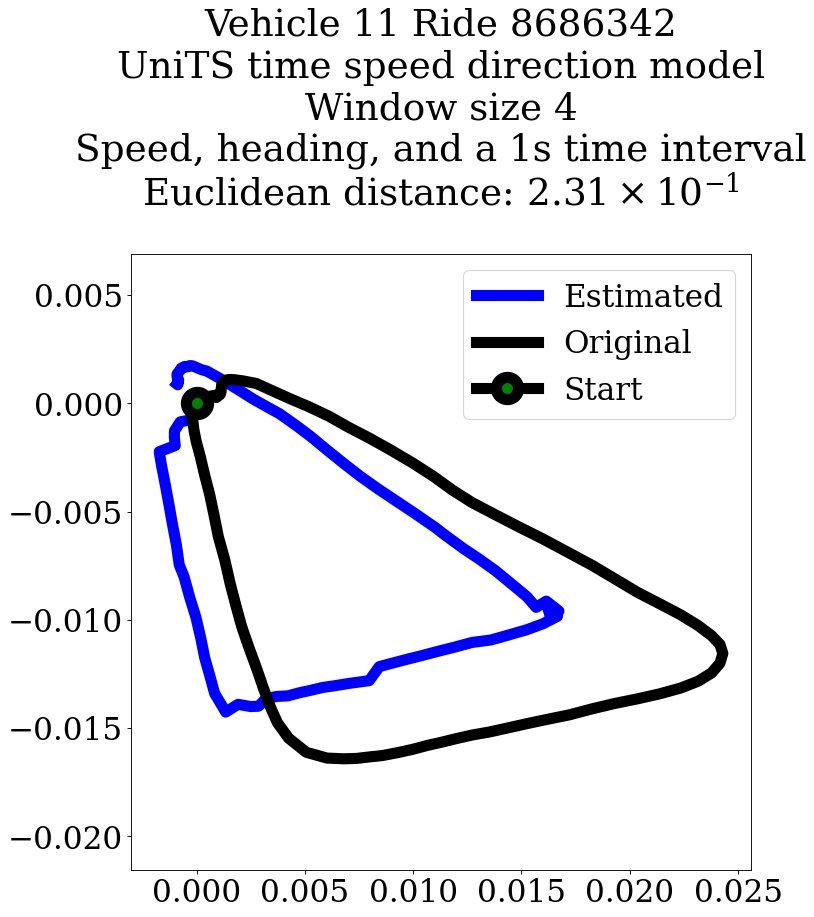 Vehicle 11 Ride 8686342
UniTS time speed direction model
Window size 4
Speed, heading, and a 1s time interval
Euclidean distance: 2.31 × 10⁻¹
Estimated
Original
Start
0.005
0.000
−0.005
−0.010
−0.015
−0.020
0.000 0.005 0.010 0.015 0.020 0.025